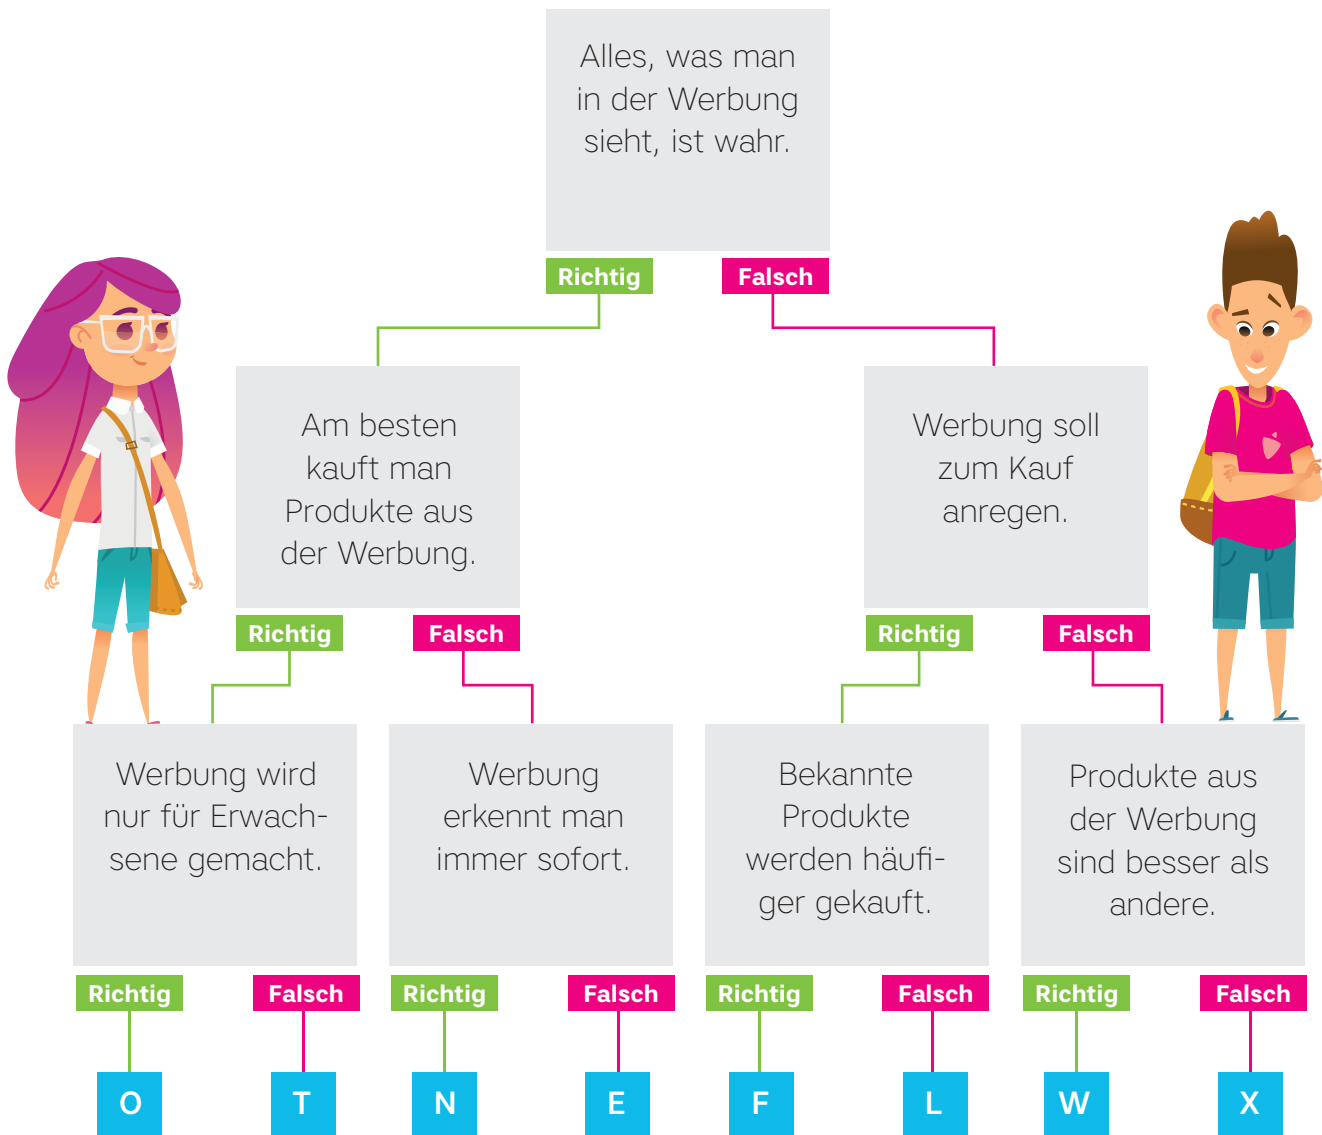 Alles, was man
in der Werbung
sieht, ist wahr.
Richtig
Falsch
Am besten
kauft man
Produkte aus
der Werbung.
Richtig
Falsch
Werbung soll
zum Kauf
anregen.
Richtig
Falsch
Werbung wird
nur für Erwach-
sene gemacht.
Richtig
Falsch
Werbung
erkennt man
immer sofort.
Richtig
Falsch
Bekannte
Produkte
werden häufi-
ger gekauft.
Richtig
Falsch
Produkte aus
der Werbung
sind besser als
andere.
Richtig
Falsch
O
T
N
E
F
L
W
X